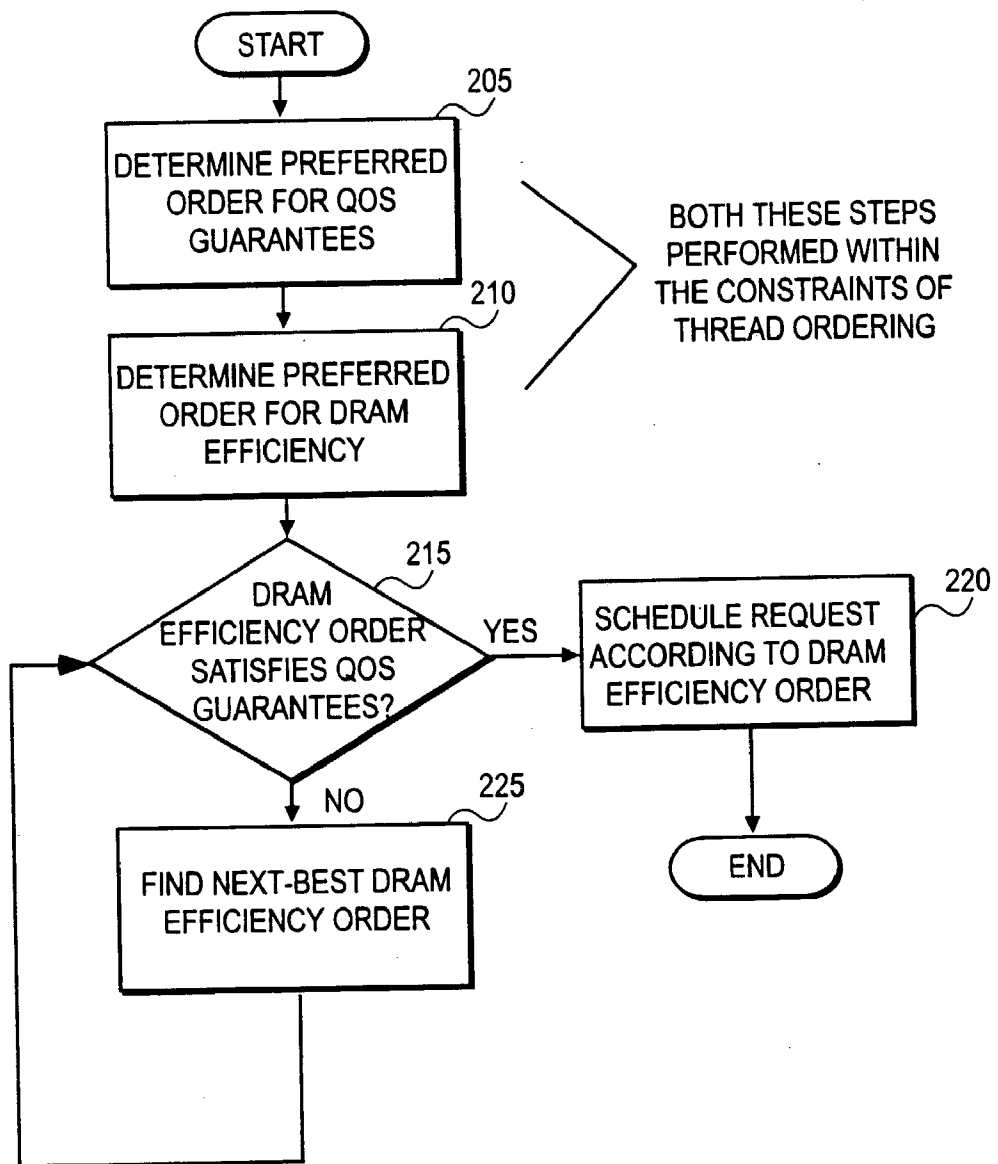 START
205
DETERMINE PREFERRED
ORDER FOR QOS
GUARANTEES
BOTH THESE STEPS
PERFORMED WITHIN
THE CONSTRAINTS OF
THREAD ORDERING
210
DETERMINE PREFERRED
ORDER FOR DRAM
EFFICIENCY
215
DRAM
EFFICIENCY ORDER
SATISFIES QOS
GUARANTEES?
YES
220
SCHEDULE REQUEST
ACCORDING TO DRAM
EFFICIENCY ORDER
NO
225
FIND NEXT-BEST DRAM
EFFICIENCY ORDER
END